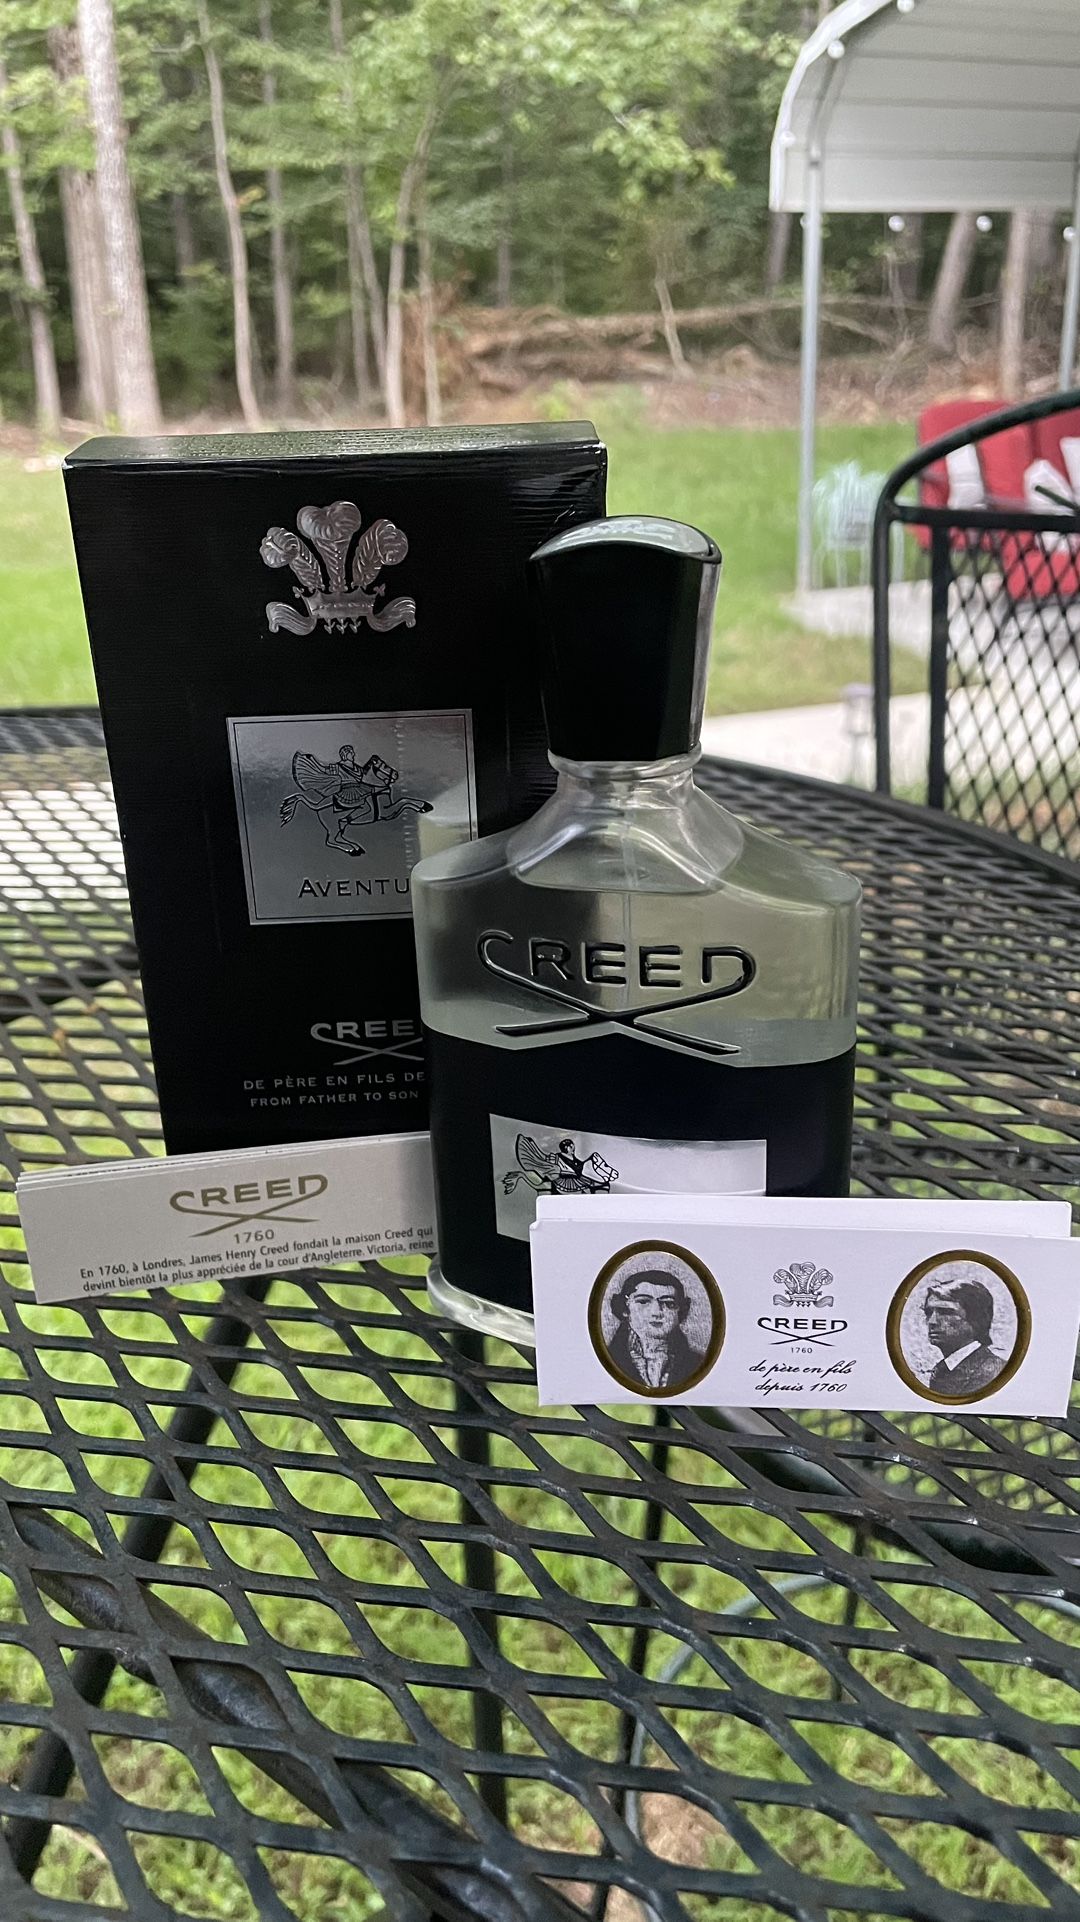 AVENTU
CREE
DE PÈRE EN FILS DE
FROM FATHER TO SON
CREED
CREED
1760
En 1760, à Londres, James Henry Creed fondait la maison Creed qui
devint bientôt la plus appréciée de la cour d'Angleterre. Victoria, reine
CREED
1760
de père en fils
depuis 1760